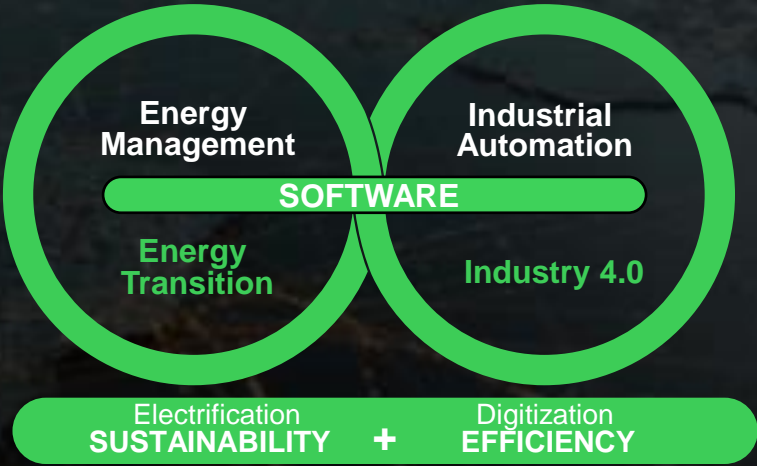 Energy
Management
Industrial
Automation
SOFTWARE
Energy
Transition
Industry 4.0
Electrification
SUSTAINABILITY
+
Digitization
EFFICIENCY